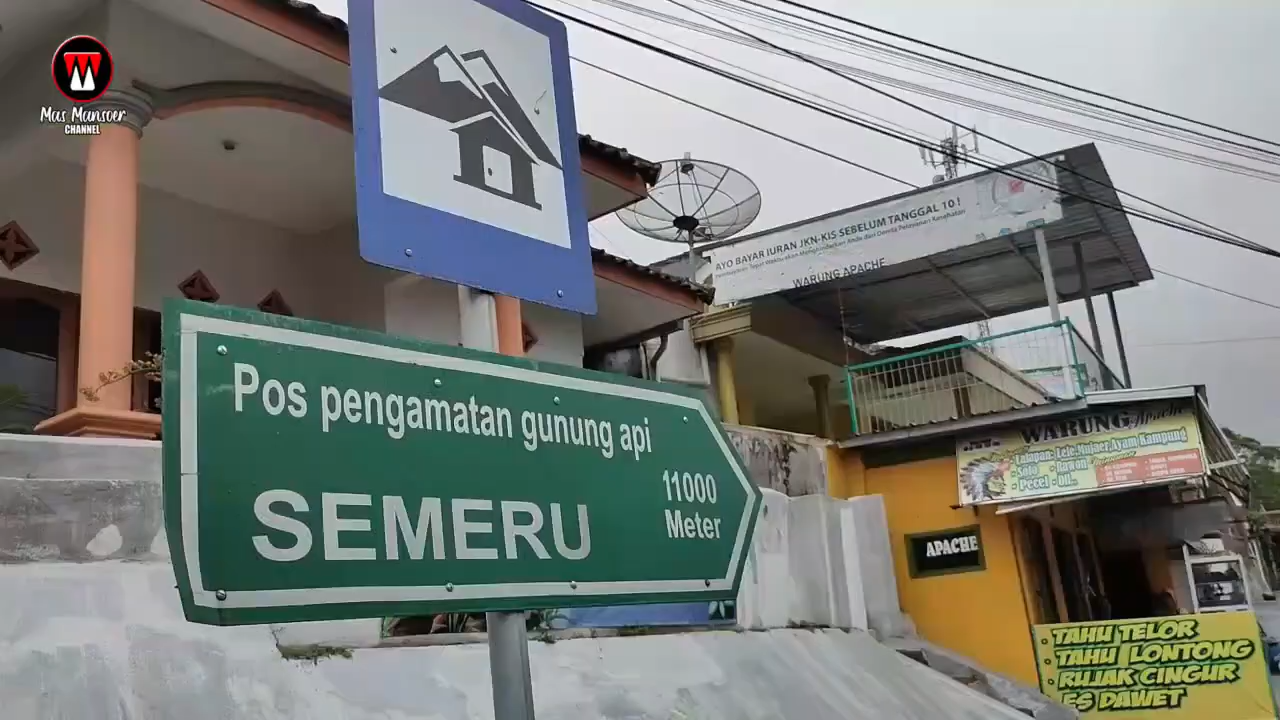 Mas Mansoer
CHANNEL
Pos pengamatan gunung api
SEMERU
11000
Meter
AYO BAYAR IURAN JKN-KIS SEBELUM TANGGAL 10 !
WARUNG APACHE
WARUNG Apache
Lalapan: Lele,Mujaer,Ayam Kampung
- Soto - Rawon
- Pecel - Dll..
APACHE
• TAHU TELOR
• TAHU LONTONG
• RUJAK CINGUR
ES DAWET